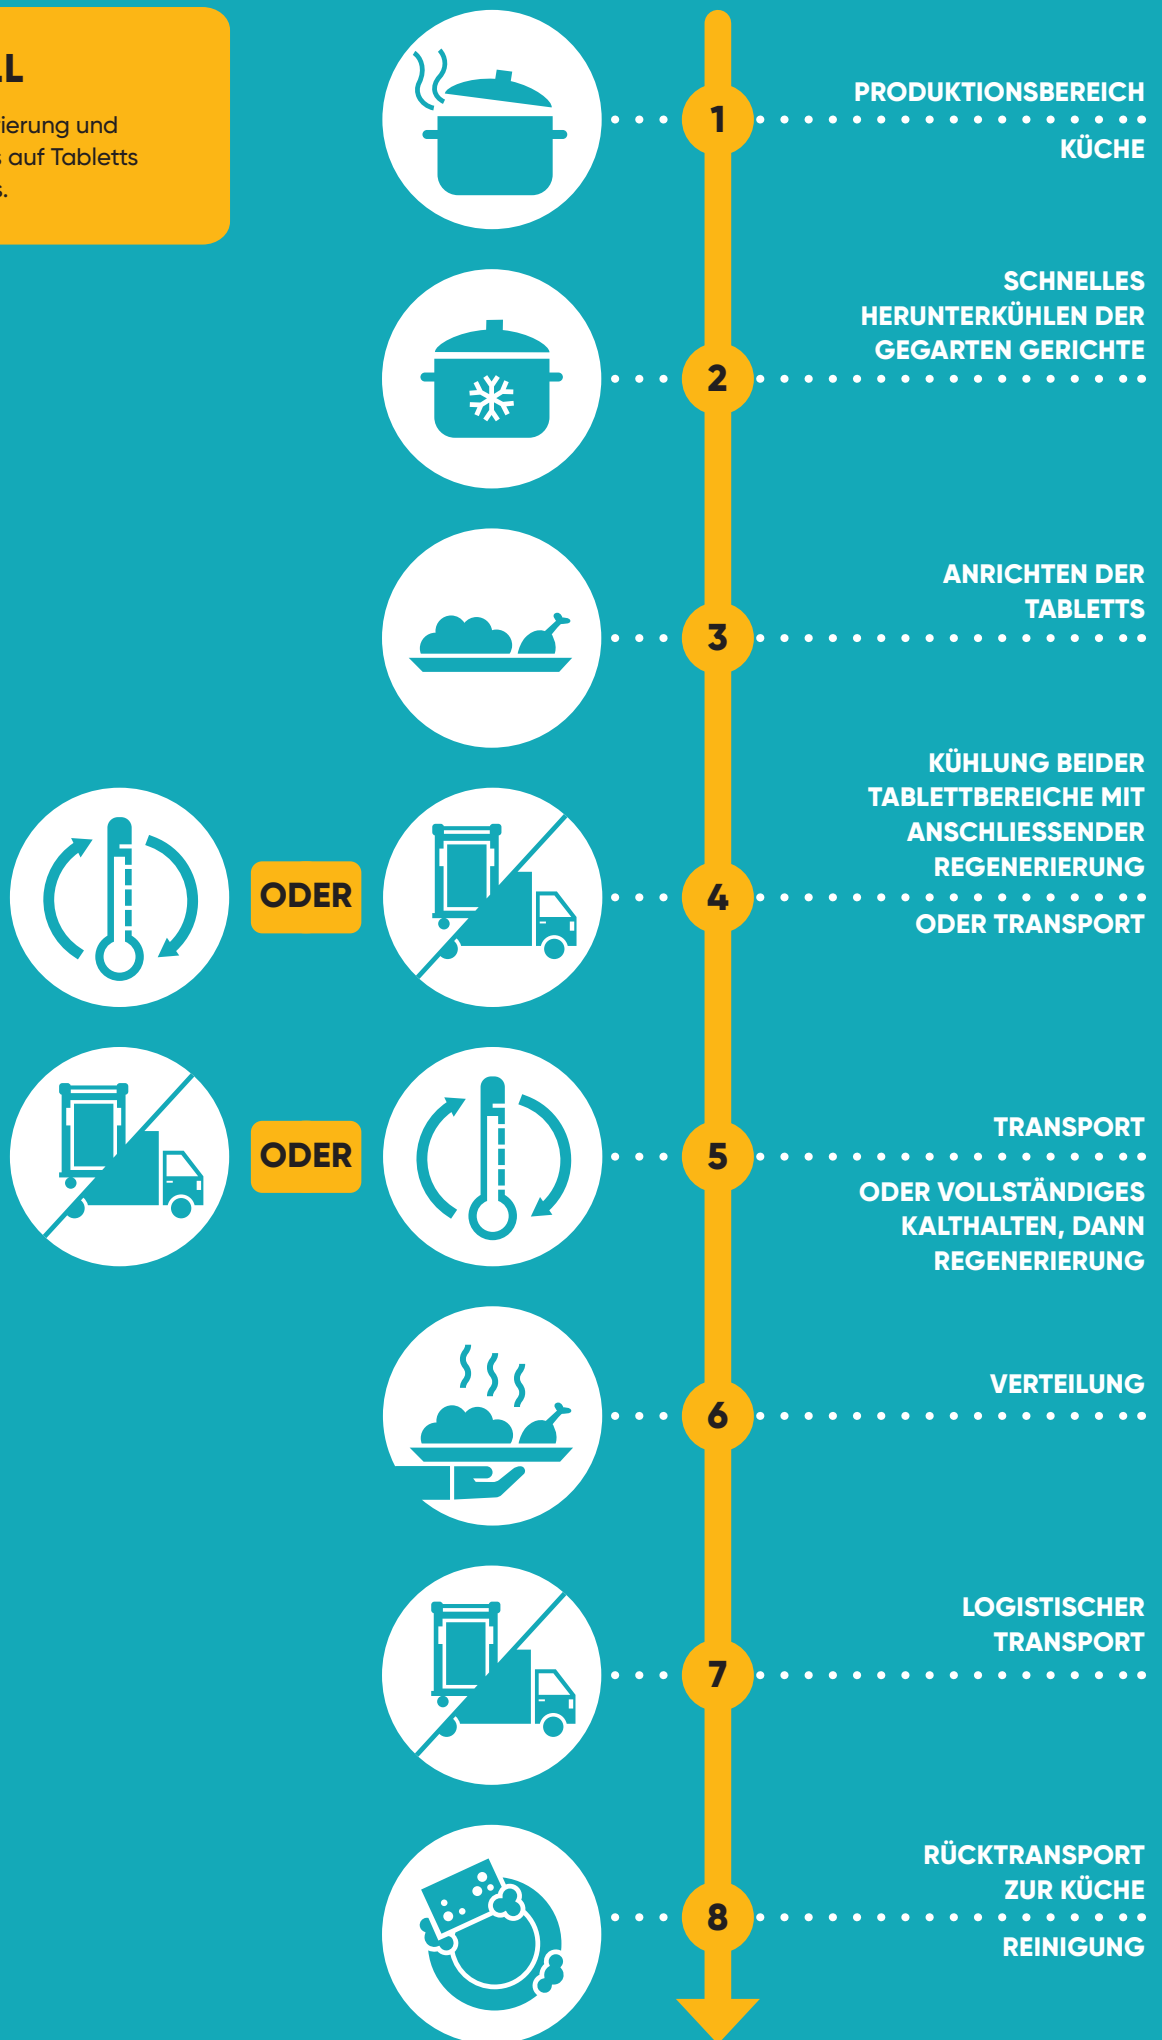 auf Tabletts
und
1
PRODUKTIONSBEREICH
KÜCHE
2
SCHNELLES
HERUNTERKÜHLEN DER
GEGARTEN GERICHTE
3
ANRICHTEN DER
TABLETTS
ODER
4
KÜHLUNG BEIDER
TABLETTBEREICHE MIT
ANSCHLIESSENDER
REGENERIERUNG
ODER TRANSPORT
ODER
5
TRANSPORT
ODER VOLLSTÄNDIGES
KALTHALTEN, DANN
REGENERIERUNG
6
VERTEILUNG
7
LOGISTISCHER
TRANSPORT
8
RÜCKTRANSPORT
ZUR KÜCHE
REINIGUNG